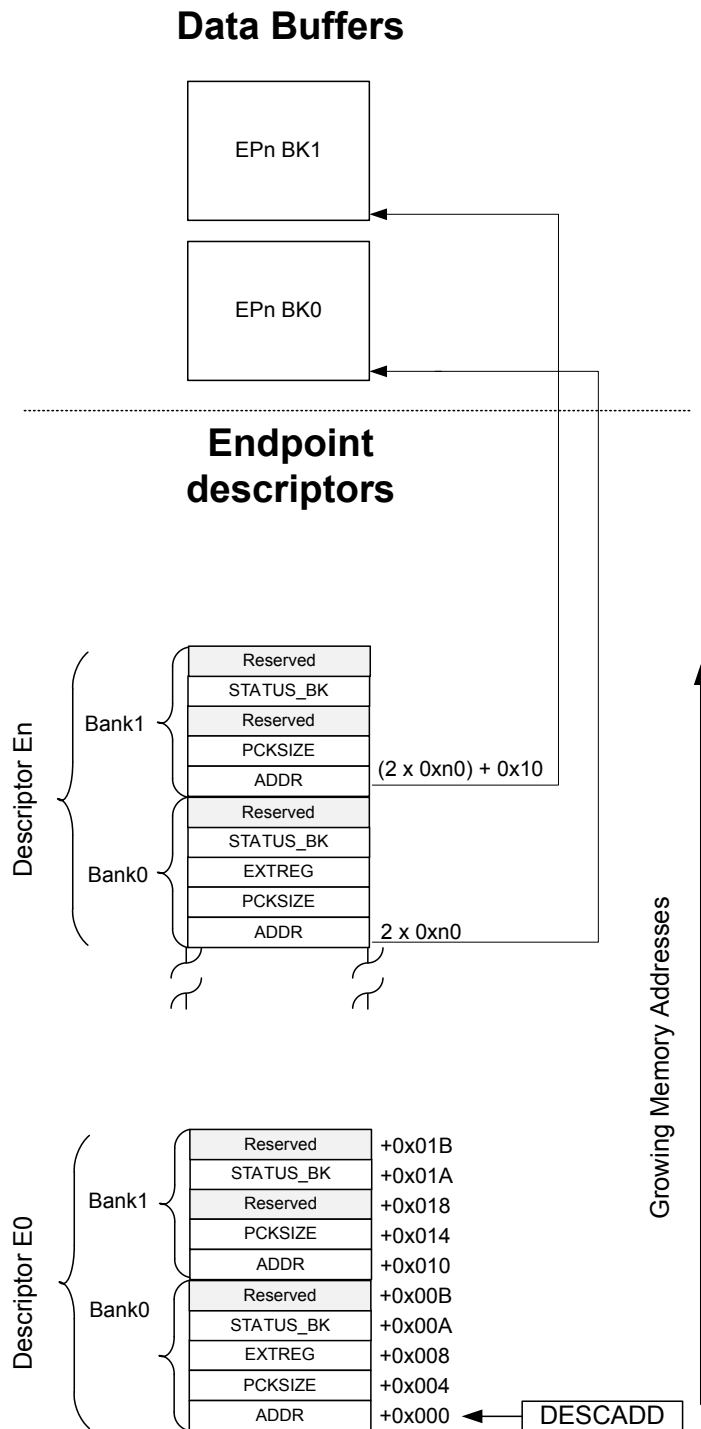 Data Buffers
EPn BK1
EPn BK0
Endpoint
descriptors
Descriptor En
Bank1
Reserved
STATUS_BK
Reserved
PCKSIZE
ADDR (2 x 0xn0) + 0x10
Bank0
Reserved
STATUS_BK
EXTREG
PCKSIZE
ADDR 2 x 0xn0
Growing Memory Addresses
Descriptor E0
Bank1
Reserved +0x01B
STATUS_BK +0x01A
Reserved +0x018
PCKSIZE +0x014
ADDR +0x010
Bank0
Reserved +0x00B
STATUS_BK +0x00A
EXTREG +0x008
PCKSIZE +0x004
ADDR +0x000 DESCADD